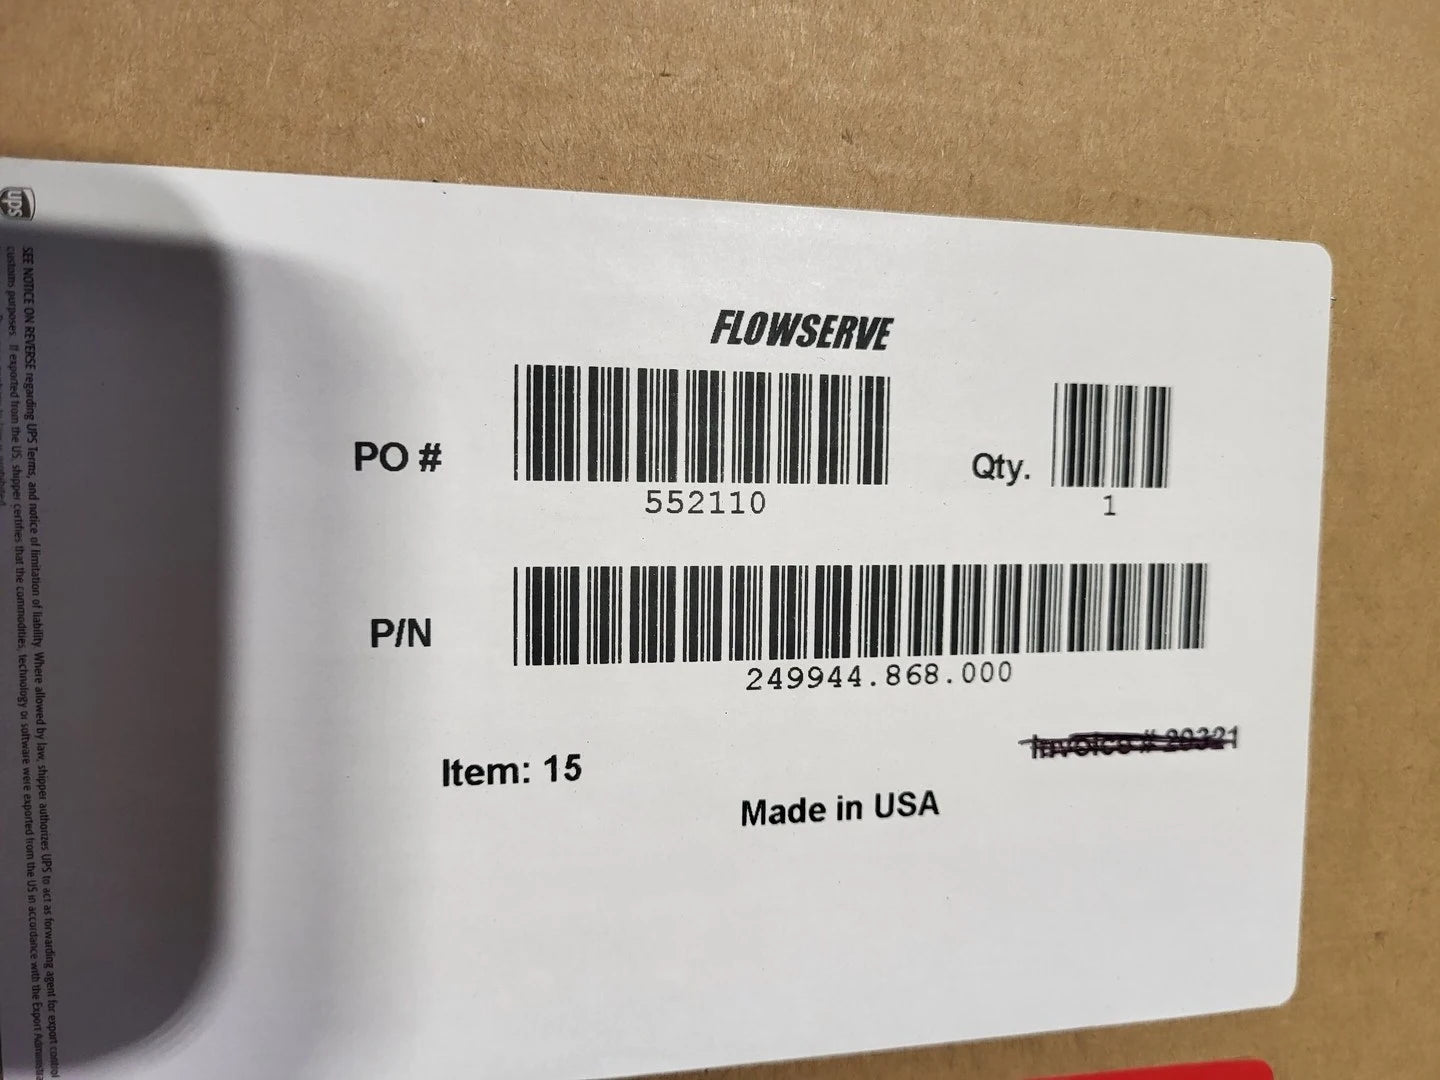 ups
SEE NOTICE ON REVERSE regarding UPS Terms, and notice of limitation of liability. Where allowed by law, shipper authorizes UPS to act as forwarding agent for export control
customs purposes. If exported from the US, shipper certifies that the commodities, technology or software were exported from the US in accordance with the Export
FLOWSERVE
PO #
552110
Qty.
1
P/N
249944.868.000
Invoice # 20321
Item: 15
Made in USA